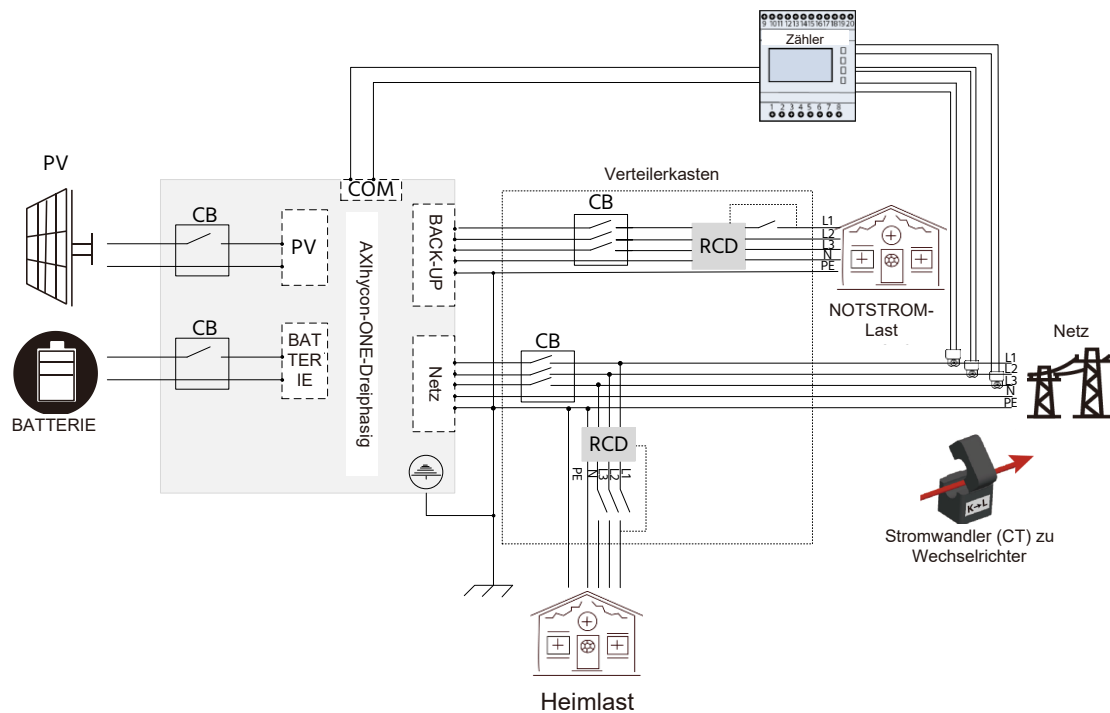 9 10 11 12 13 14 15 16 17 18 19 20
Zähler
1 2 3 4 5 6 7 8
PV
COM
Verteilerkasten
CB
PV
AXIhycon-ONE-Dreiphasig
BACK-UP
CB
RCD
L1
L2
L3
N
PE
NOTSTROM-
Last
CB
BAT
TER
IE
BATTERIE
Netz
CB
Netz
L1
L2
L3
N
PE
RCD
PE
N
L3
L2
L1
K→L
Stromwandler (CT) zu
Wechselrichter
Heimlast